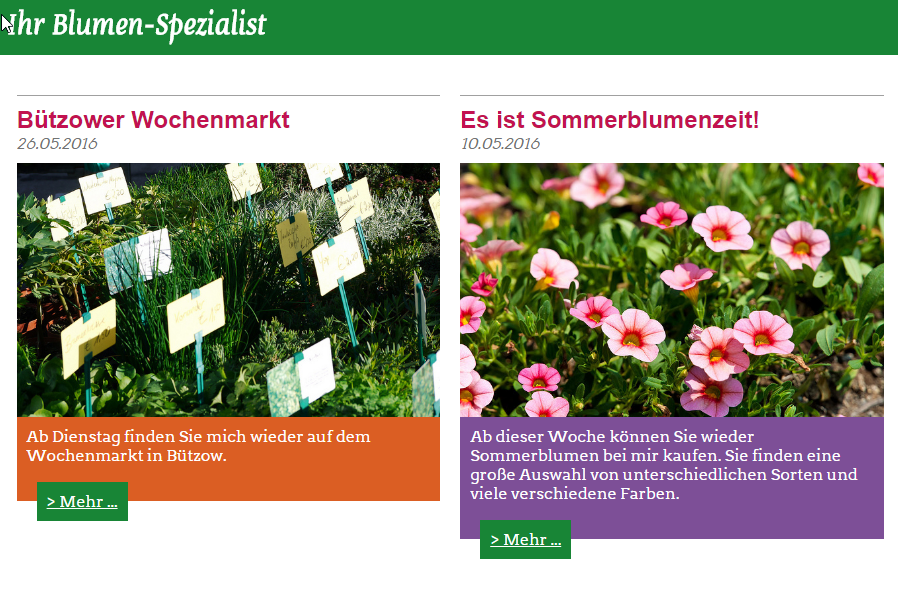 Ihr Blumen-Spezialist
Bützower Wochenmarkt
26.05.2016
Ab Dienstag finden Sie mich wieder auf dem
Wochenmarkt in Bützow.
> Mehr ...
Es ist Sommerblumenzeit!
10.05.2016
Ab dieser Woche können Sie wieder
Sommerblumen bei mir kaufen. Sie finden eine
große Auswahl von unterschiedlichen Sorten und
viele verschiedene Farben.
> Mehr ...